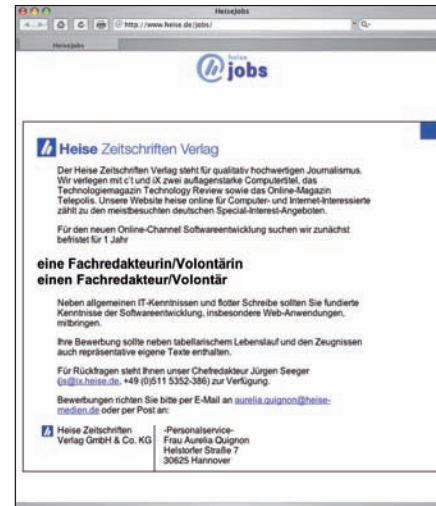 HeiseJobs
http://www.heise.de/jobs/
Q-
HeiseJobs
heise
jobs
Heise Zeitschriften Verlag
Der Heise Zeitschriften Verlag steht für qualitativ hochwertigen Journalismus.
Wir verlegen mit c't und iX zwei auflagenstarke Computertitel, das
Technologiemagazin Technology Review sowie das Online-Magazin
Telepolis. Unsere Website heise online für Computer- und Internet-Interessierte
zählt zu den meistbesuchten deutschen Special-Interest-Angeboten.
Für den neuen Online-Channel Softwareentwicklung suchen wir zunächst
befristet für 1 Jahr
eine Fachredakteurin/Volontärin
einen Fachredakteur/Volontär
Neben allgemeinen IT-Kenntnissen und flotter Schreibe sollten Sie fundierte
Kenntnisse der Softwareentwicklung, insbesondere Web-Anwendungen,
mitbringen.
Ihre Bewerbung sollte neben tabellarischem Lebenslauf und den Zeugnissen
auch repräsentative eigene Texte enthalten.
Für Rückfragen steht Ihnen unser Chefredakteur Jürgen Seeger
(js@ix.heise.de, +49 (0)511 5352-386) zur Verfügung.
Bewerbungen richten Sie bitte per E-Mail an aurelia.quignon@heise-
medien.de oder per Post an:
Heise Zeitschriften
Verlag GmbH & Co. KG
-Personalservice-
Frau Aurelia Quignon
Helstorfer Straße 7
30625 Hannover